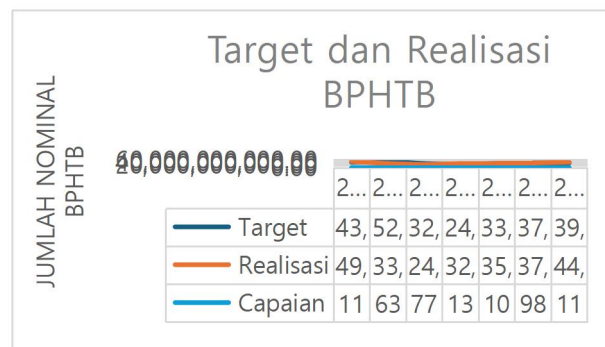 Target dan Realisasi
BPHTB
JUMLAH NOMINAL
BPHTB
2... 2... 2... 2... 2... 2... 2...
Target 43, 52, 32, 24, 33, 37, 39,
Realisasi 49, 33, 24, 32, 35, 37, 44,
Capaian 11 63 77 13 10 98 11